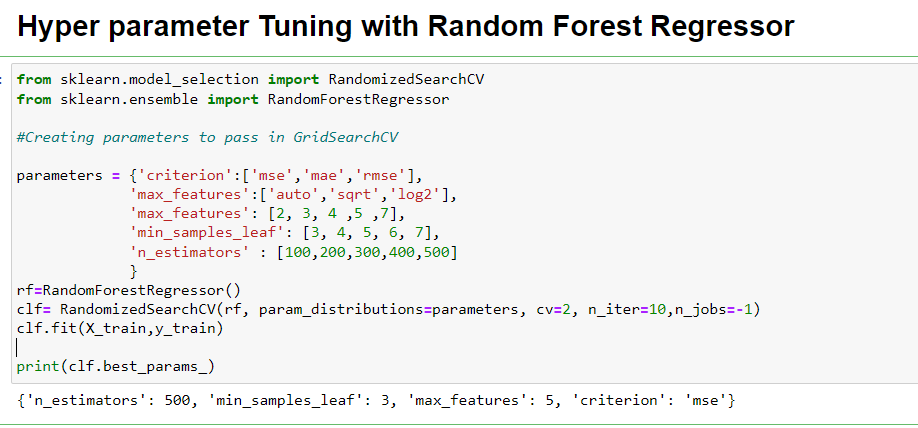 Hyper parameter Tuning with Random Forest Regressor
from sklearn.model_selection import RandomizedSearchCV
from sklearn.ensemble import RandomForestRegressor
#Creating parameters to pass in GridSearchCV
parameters = {'criterion':['mse','mae','rmse'],
'max_features':['auto','sqrt','log2'],
'max_features': [2, 3, 4 ,5 ,7],
'min_samples_leaf': [3, 4, 5, 6, 7],
'n_estimators' : [100,200,300,400,500]
}
rf=RandomForestRegressor()
clf= RandomizedSearchCV(rf, param_distributions=parameters, cv=2, n_iter=10,n_jobs=-1)
clf.fit(X_train,y_train)
print(clf.best_params_)
{'n_estimators': 500, 'min_samples_leaf': 3, 'max_features': 5, 'criterion': 'mse'}